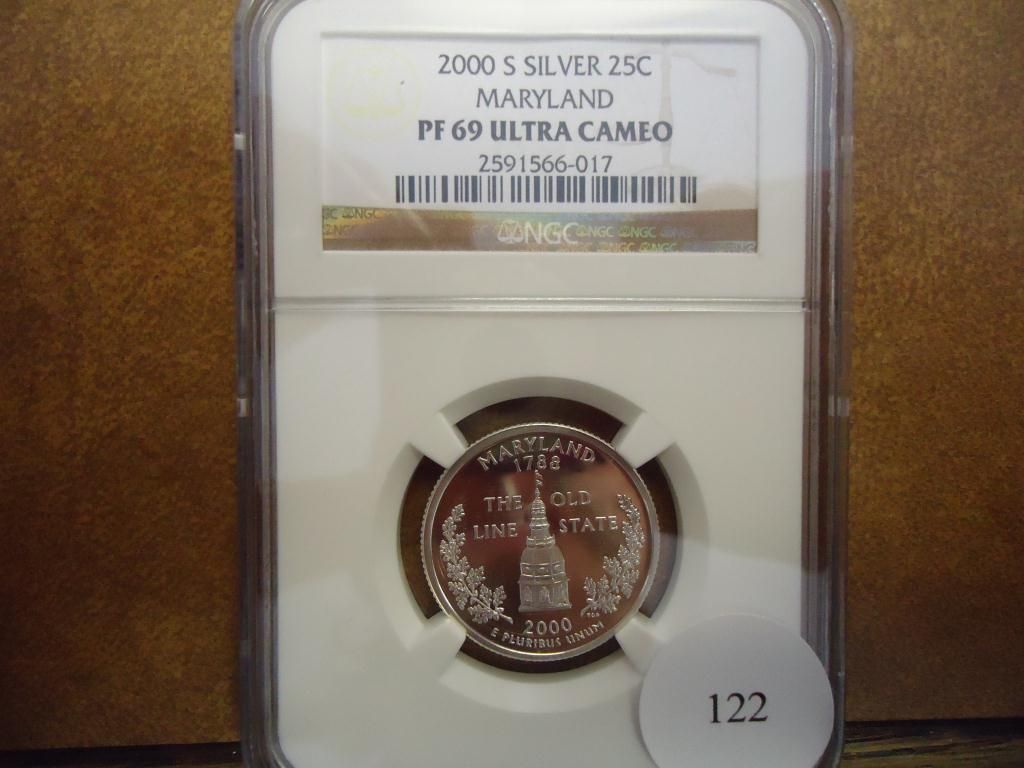 2000 S SILVER 25C
MARYLAND
PF 69 ULTRA CAMEO
2591566-017
NGC
MARYLAND
1788
THE OLD
LINE STATE
2000
E PLURIBUS UNUM
122